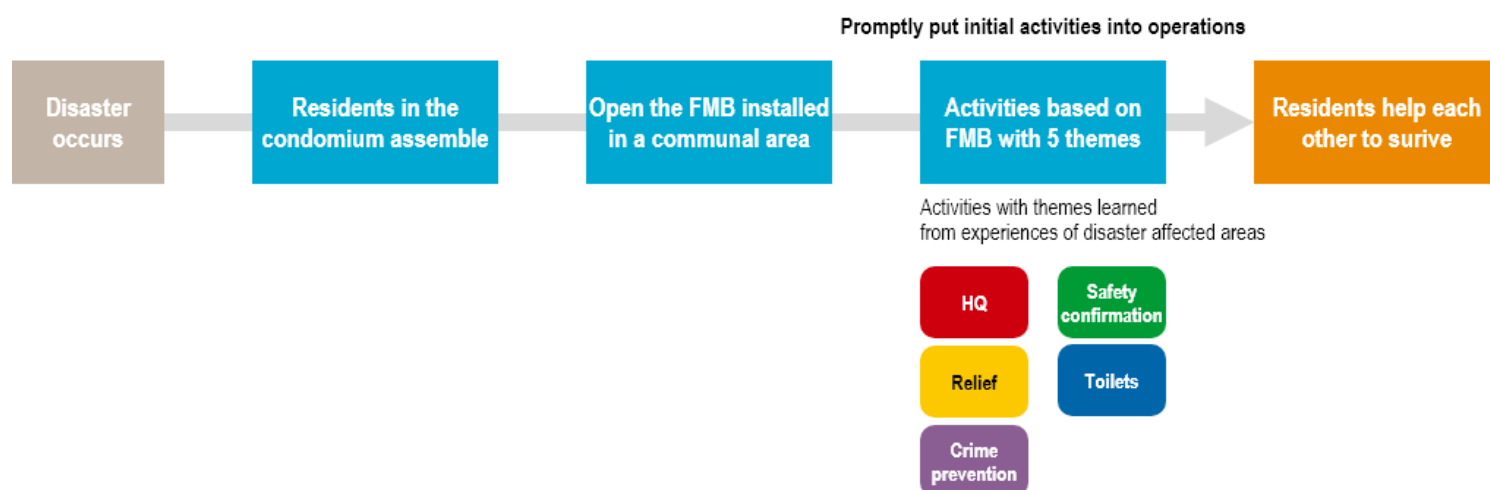 Promptly put initial activities into operations
Disaster
occurs
Residents in the
condomium assemble
Open the FMB installed
in a communal area
Activities based on
FMB with 5 themes
Residents help each
other to surive
Activities with themes learned
from experiences of disaster affected areas
HQ
Safety
confirmation
Relief
Toilets
Crime
prevention